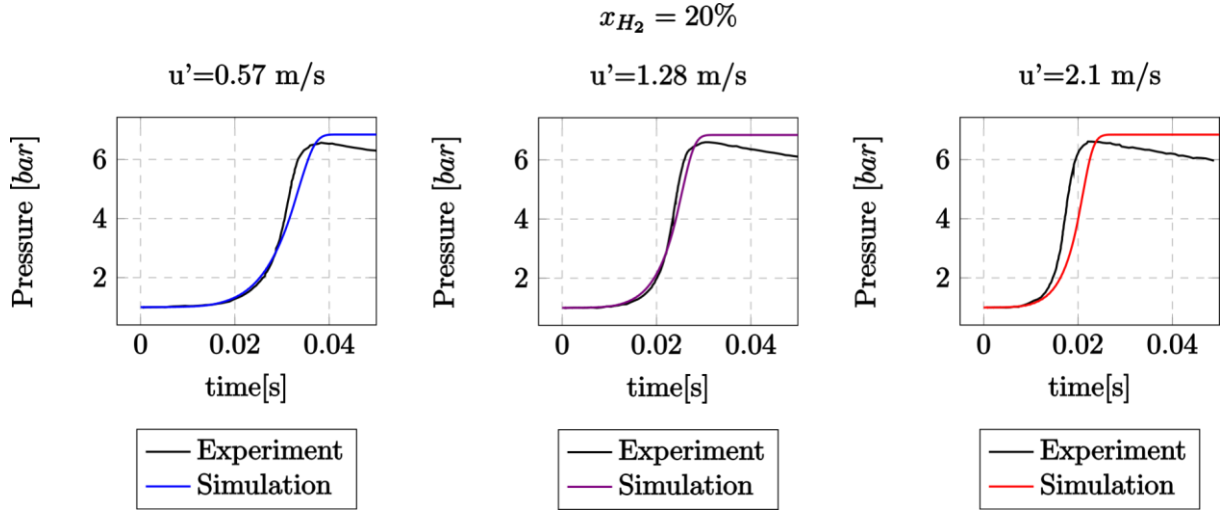 x_{H_2} = 20%
u'=0.57 m/s
Pressure [bar]
6
4
2
0
0.02
0.04
time[s]
Experiment
Simulation
u'=1.28 m/s
Pressure [bar]
6
4
2
0
0.02
0.04
time[s]
Experiment
Simulation
u'=2.1 m/s
Pressure [bar]
6
4
2
0
0.02
0.04
time[s]
Experiment
Simulation